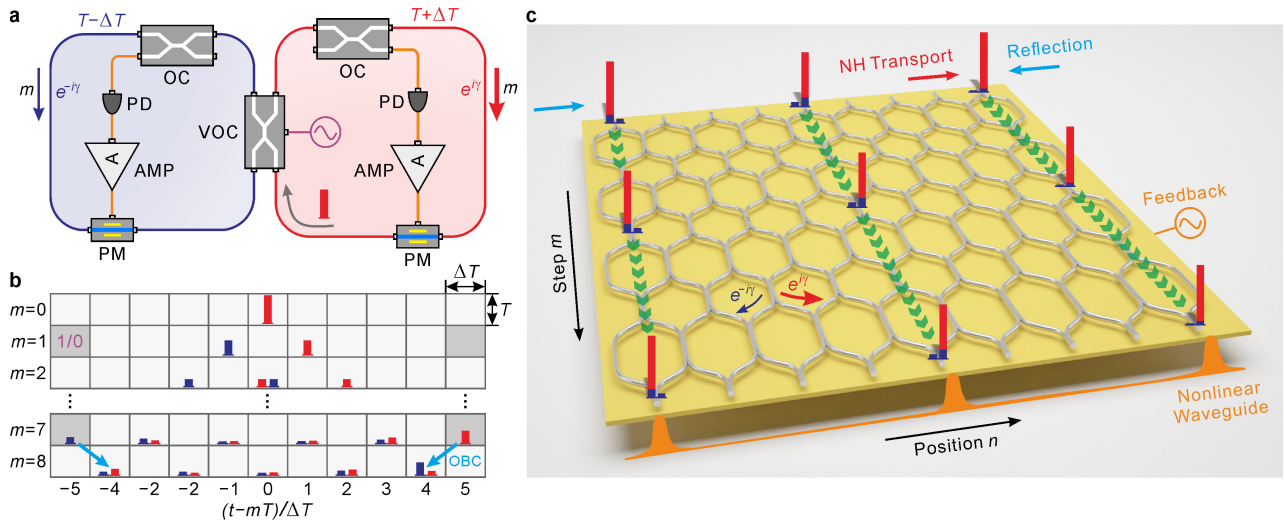 a
T−ΔT
T+ΔT
OC
OC
m
e^{−iγ}
e^{iγ}
m
PD
PD
VOC
A
AMP
A
AMP
PM
PM
b
ΔT
m=0
T
m=1
1/0
m=2
⋮ ⋮ ⋮
m=7
m=8
OBC
−5 −4 −2 −2 −1 0 1 2 3 4 5
(t−mT)/ΔT
c
NH Transport
Reflection
Step m
Feedback
e^{−iγ}
e^{iγ}
Nonlinear
Waveguide
Position n